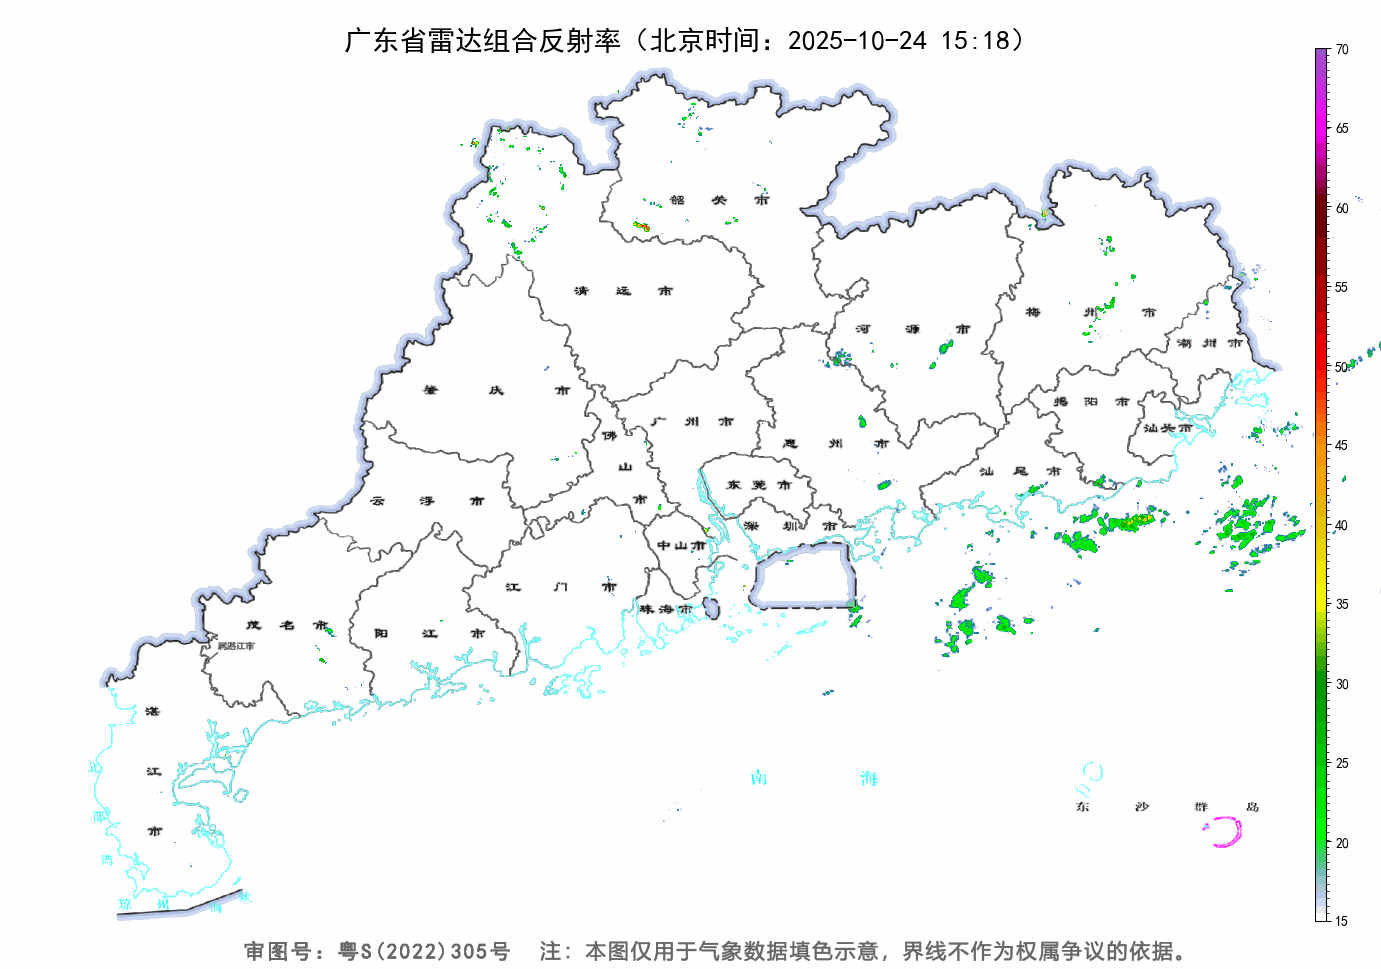 广东省雷达组合反射率（北京时间：2025-10-24 15:18）
70
65
60
55
50
45
40
35
30
25
20
15
韶关市
清远市
河源市
梅州市
潮州市
肇庆市
广州市
揭阳市
汕头市
佛山市
惠州市
汕尾市
云浮市
东莞市
深圳市
中山市
江门市
珠海市
茂名市
阳江市
属湛江市
湛江市
北部湾
南海
东沙群岛
琼州海峡
审图号：粤S(2022)305号 注：本图仅用于气象数据填色示意，界线不作为权属争议的依据。